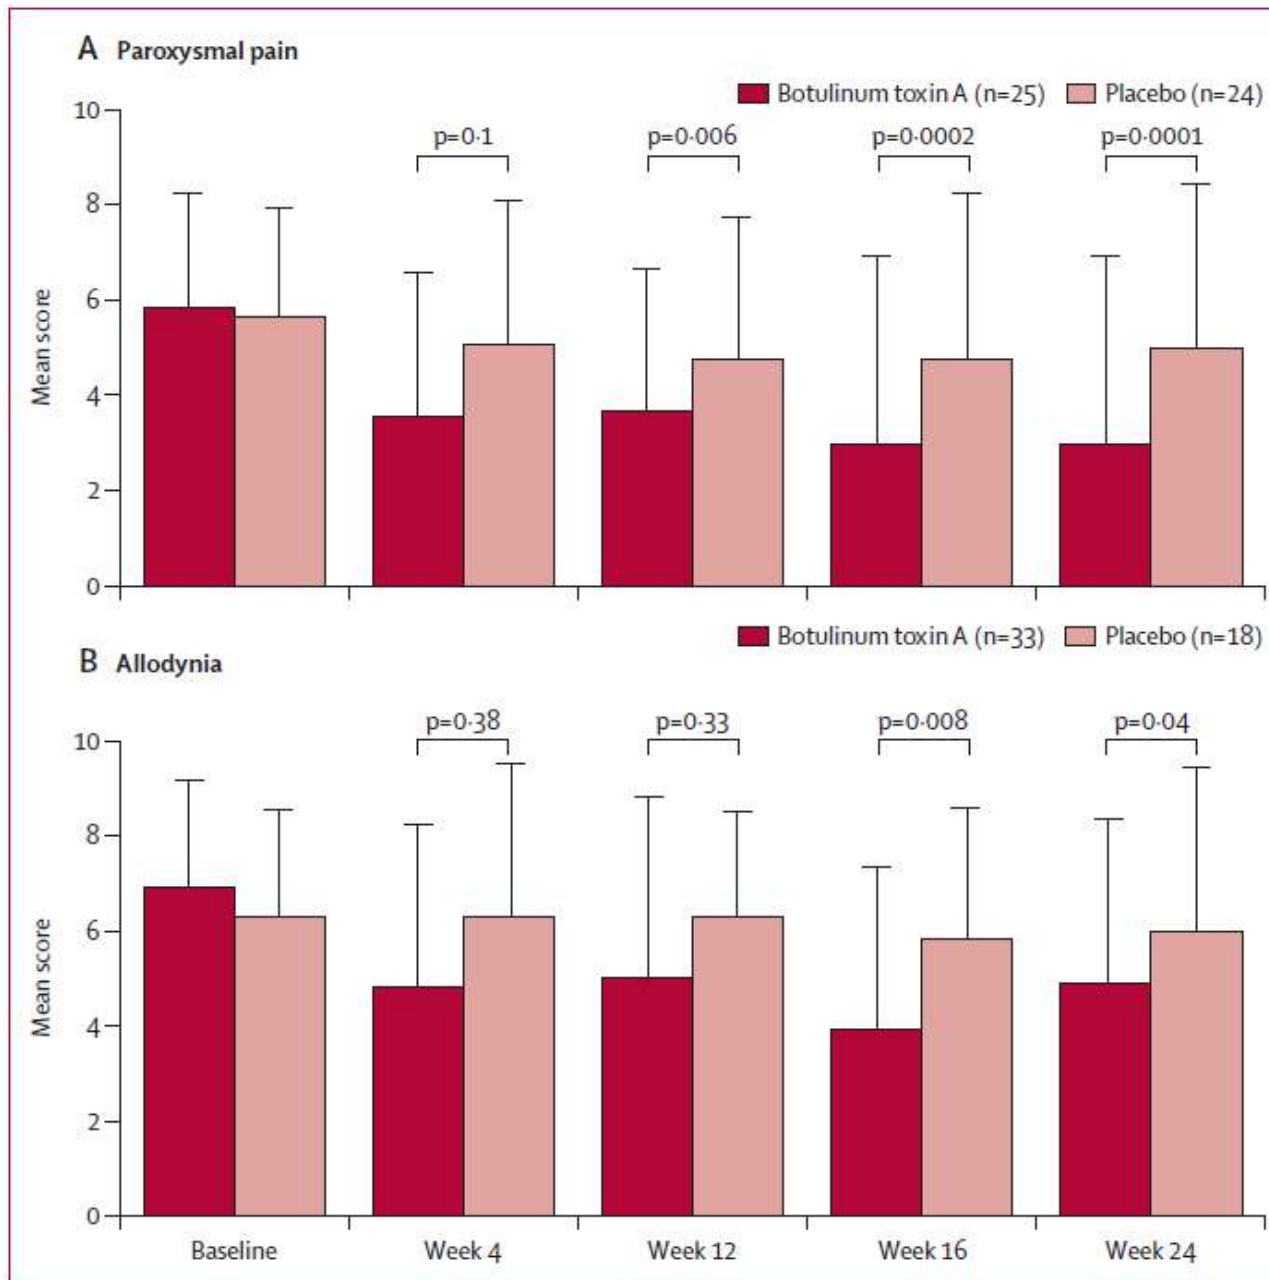 A Paroxysmal pain
Botulinum toxin A (n=25) Placebo (n=24)
10
8
6
4
2
0
Mean score
p=0·1
p=0·006
p=0·0002
p=0·0001
Botulinum toxin A (n=33) Placebo (n=18)
B Allodynia
10
8
6
4
2
0
Mean score
p=0·38
p=0·33
p=0·008
p=0·04
Baseline Week 4 Week 12 Week 16 Week 24